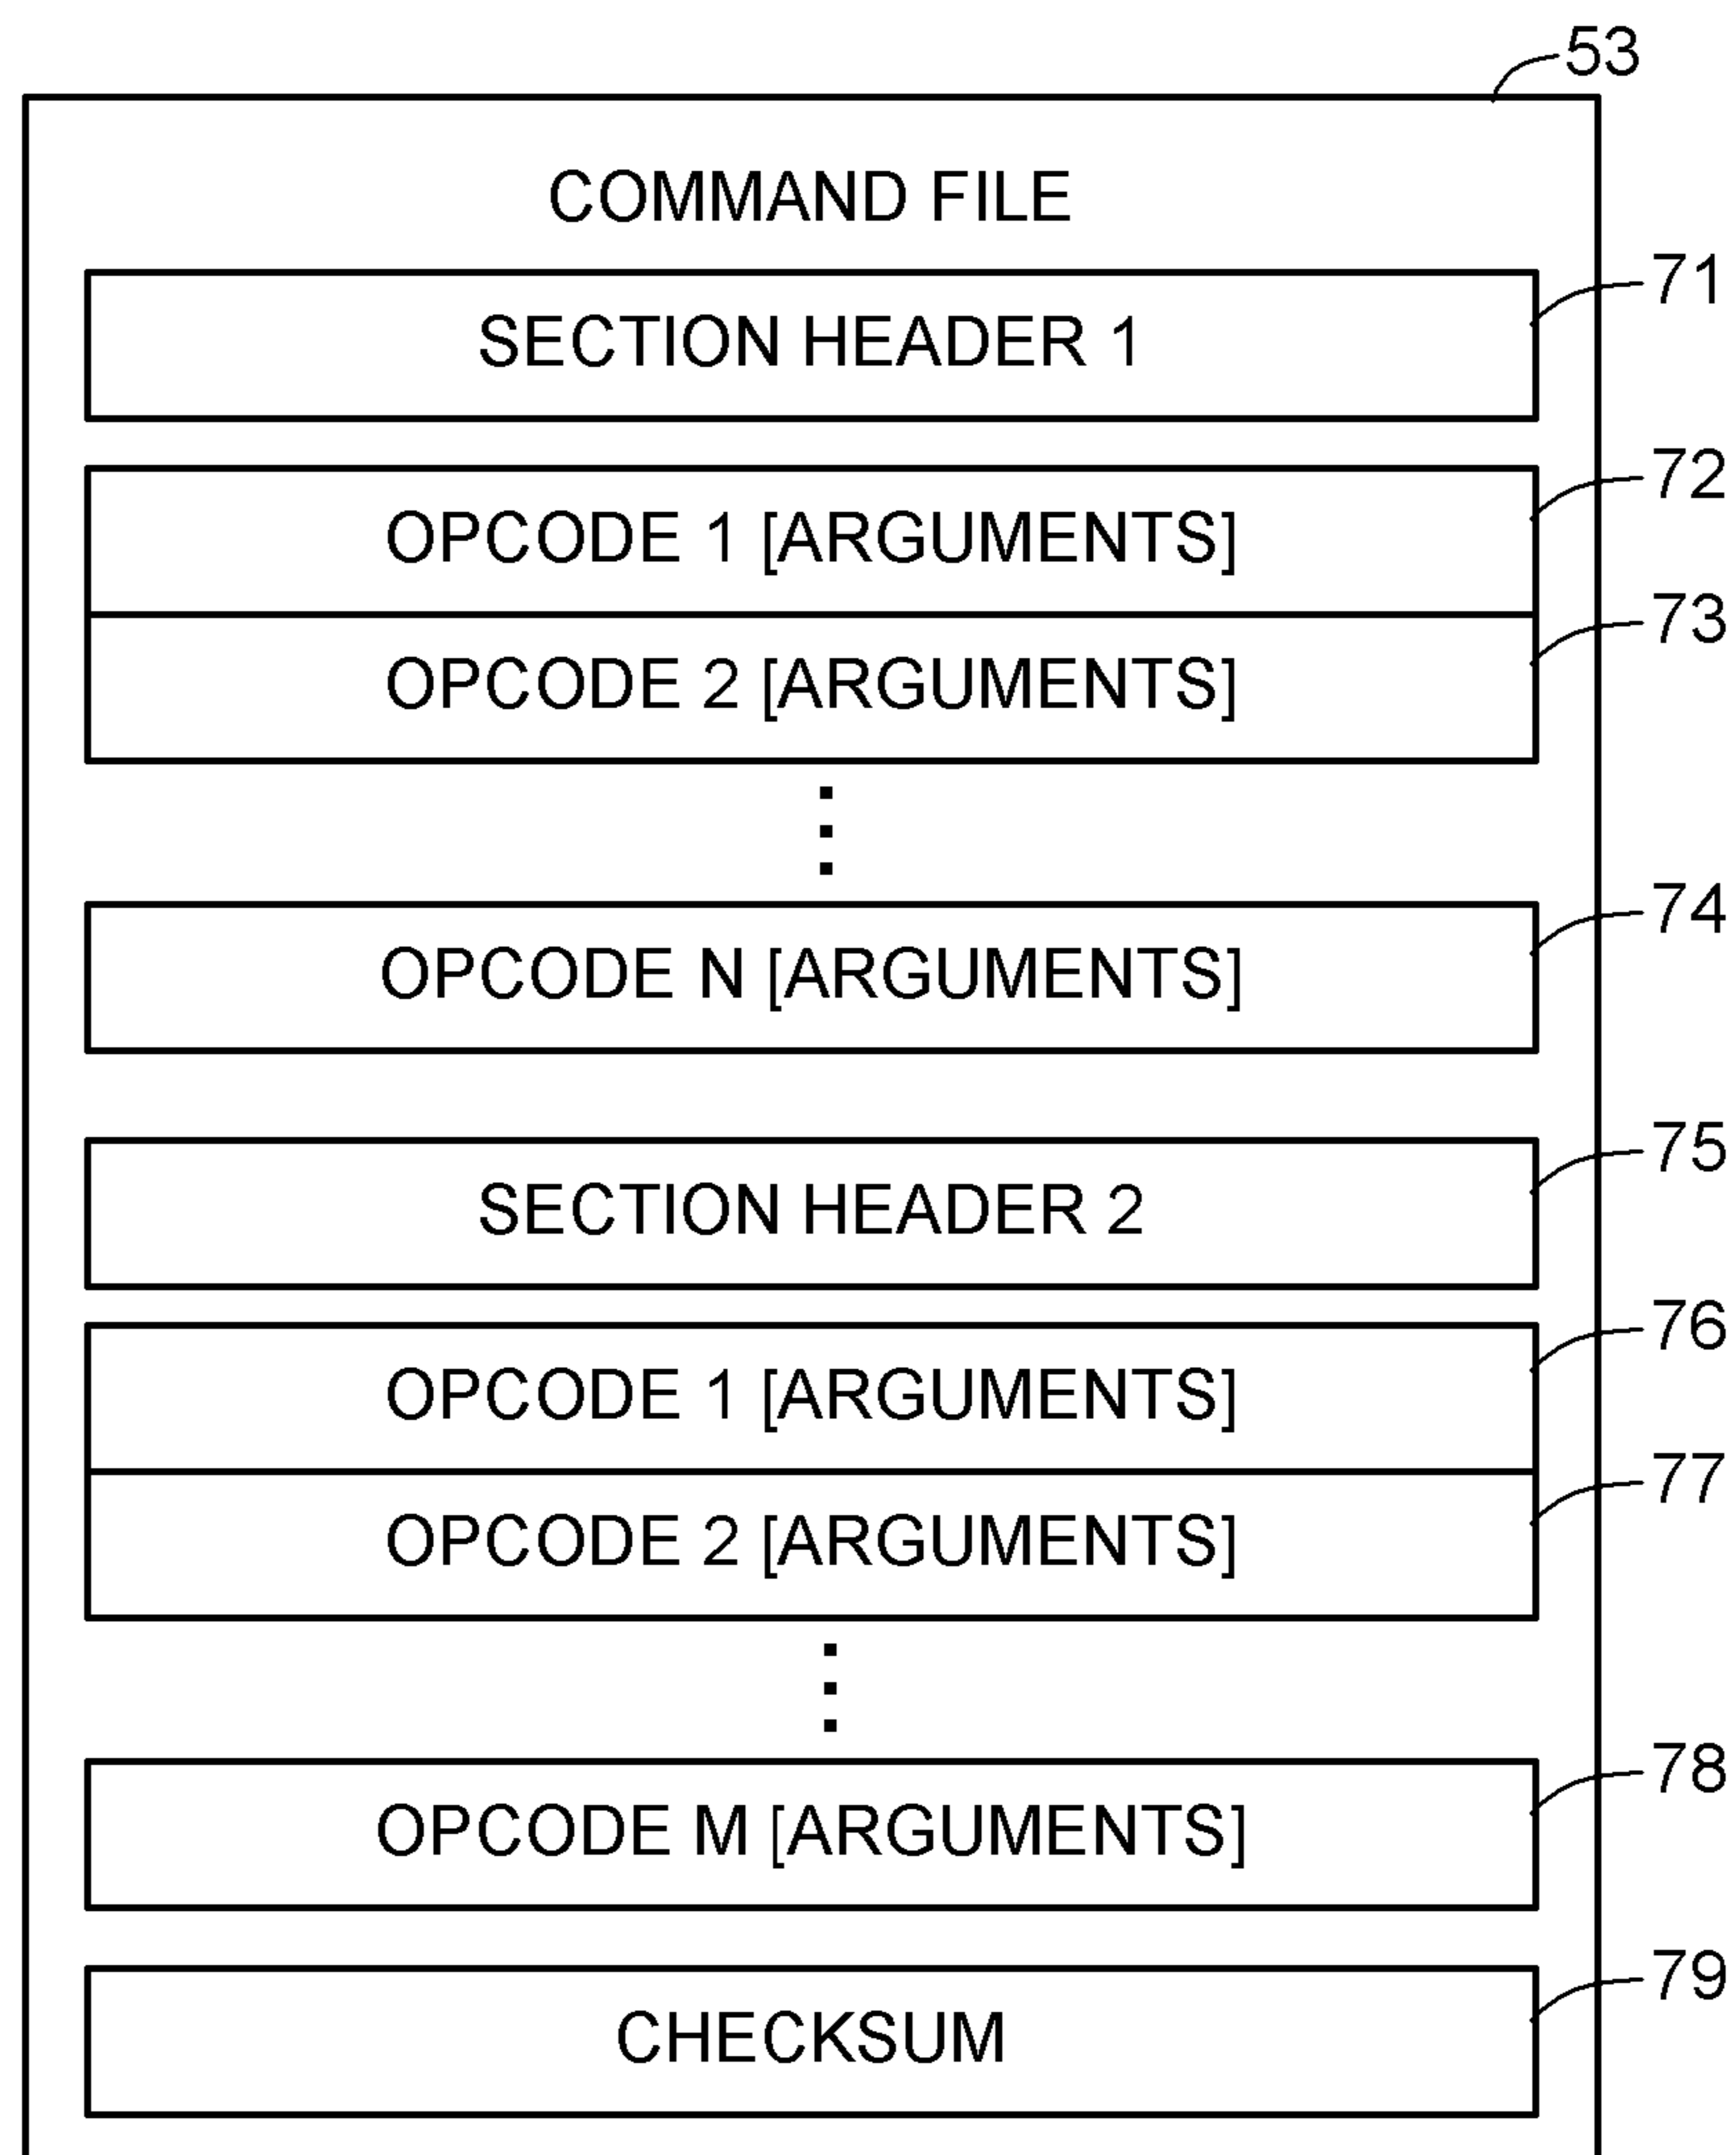 53
COMMAND FILE
71
SECTION HEADER 1
72
OPCODE 1 [ARGUMENTS]
73
OPCODE 2 [ARGUMENTS]
74
OPCODE N [ARGUMENTS]
75
SECTION HEADER 2
76
OPCODE 1 [ARGUMENTS]
77
OPCODE 2 [ARGUMENTS]
78
OPCODE M [ARGUMENTS]
79
CHECKSUM